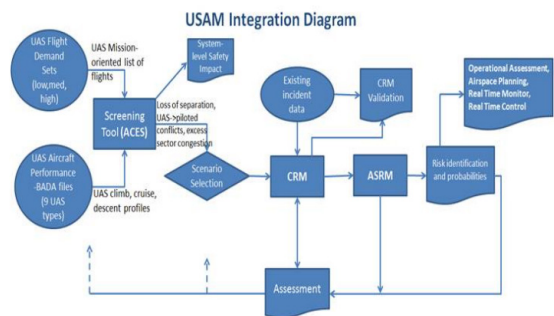 USAM Integration Diagram
UAS Flight
Demand
Sets
(low,med,
high)
UAS Mission-
oriented list of
flights
System-
level Safety
Impact
Screening
Tool (ACES)
Loss of separation,
UAS->piloted
conflicts, excess
sector congestion
UAS Aircraft
Performance
-BADA files
(9 UAS
types)
UAS climb, cruise,
descent profiles
Scenario
Selection
Existing
incident
data
CRM
Validation
CRM
ASRM
Risk identification
and probabilities
Operational Assessment,
Airspace Planning,
Real Time Monitor,
Real Time Control
Assessment